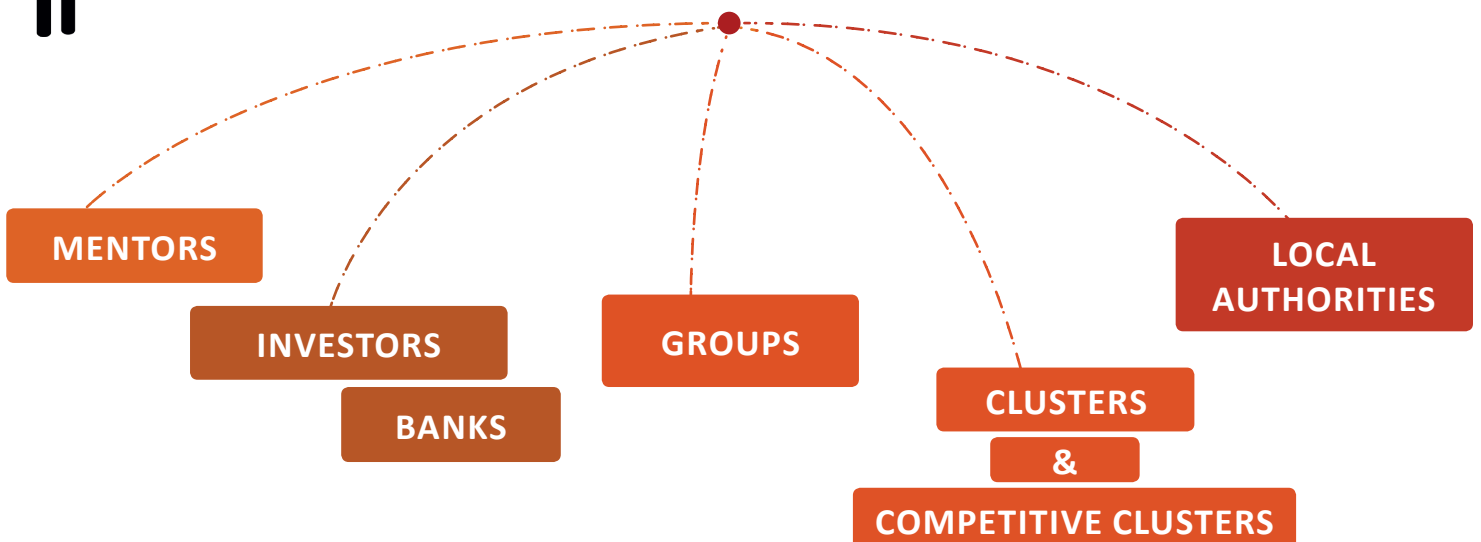 MENTORS
INVESTORS
BANKS
GROUPS
CLUSTERS
&
COMPETITIVE CLUSTERS
LOCAL
AUTHORITIES